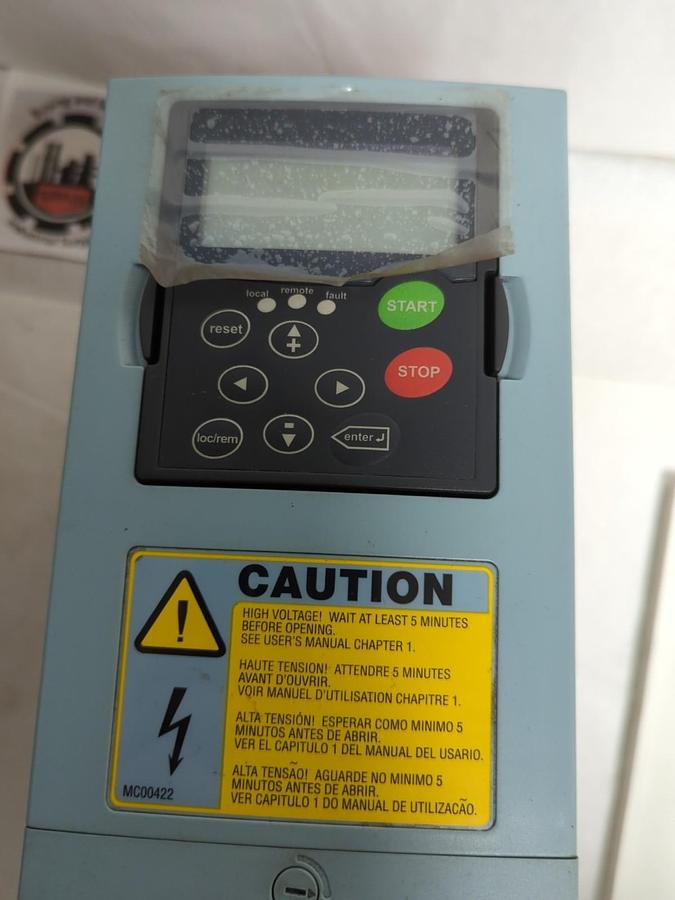 local remote fault
START
reset
+
STOP
loc/rem
-
enter
CAUTION
HIGH VOLTAGE! WAIT AT LEAST 5 MINUTES
BEFORE OPENING.
SEE USER'S MANUAL CHAPTER 1.
HAUTE TENSION! ATTENDRE 5 MINUTES
AVANT D'OUVRIR.
VOIR MANUEL D'UTILISATION CHAPITRE 1.
ALTA TENSIÓN! ESPERAR COMO MINIMO 5
MINUTOS ANTES DE ABRIR.
VER EL CAPITULO 1 DEL MANUAL DEL USARIO.
ALTA TENSÃO! AGUARDE NO MINIMO 5
MINUTOS ANTES DE ABRIR.
VER CAPITULO 1 DO MANUAL DE UTILIZACÃO.
MC00422